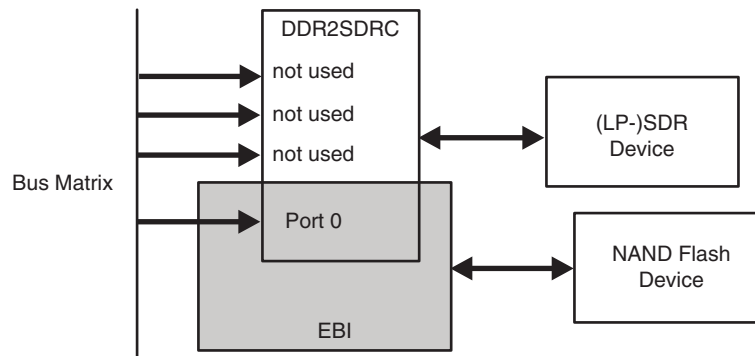 DDR2SDRC
not used
not used
not used
(LP-)SDR
Device
Bus Matrix
Port 0
NAND Flash
Device
EBI